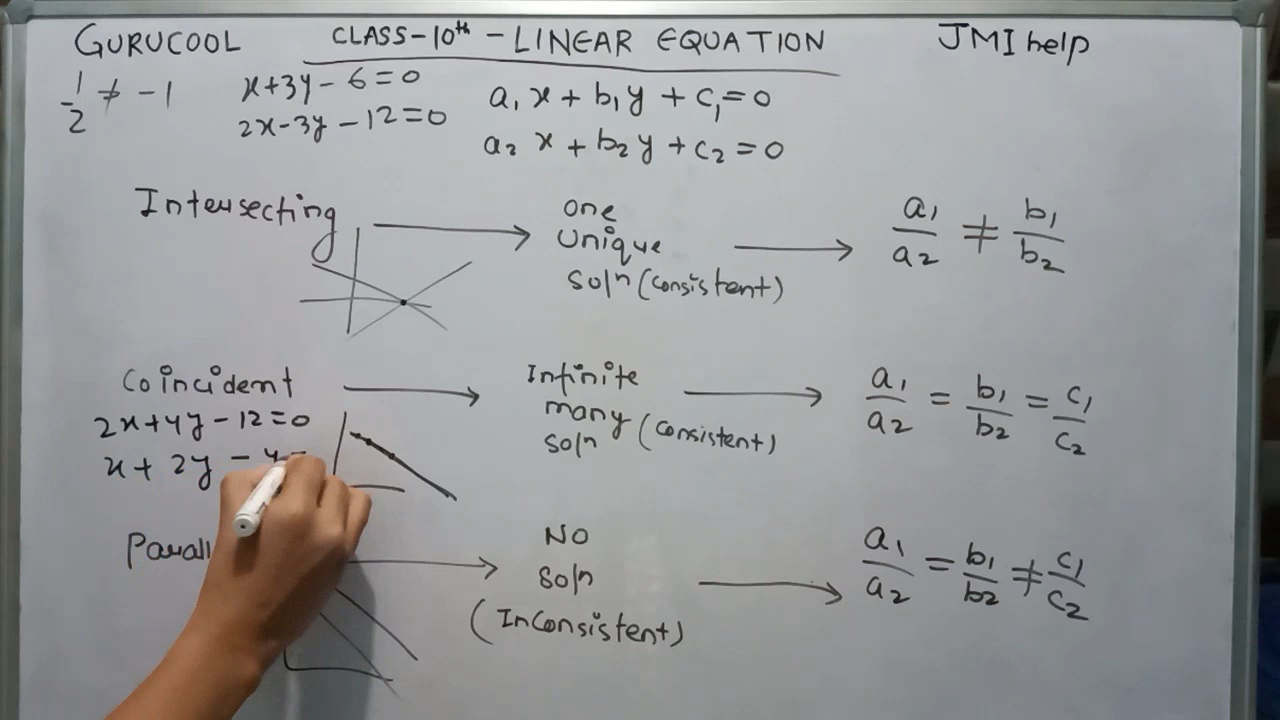 GURUCOOL CLASS-10th - LINEAR EQUATION JMI help
1/2 ≠ -1
x+3y-6=0
2x-3y-12=0
a₁x + b₁y + c₁=0
a₂x + b₂y + c₂=0
Intersecting
one
unique
soln (consistent)
a₁/a₂ ≠ b₁/b₂
Coincident
2x+4y-12=0
x+2y-
Infinite
many (consistent)
soln
a₁/a₂ = b₁/b₂ = c₁/c₂
Parall
No
soln
(InConsistent)
a₁/a₂ = b₁/b₂ ≠ c₁/c₂